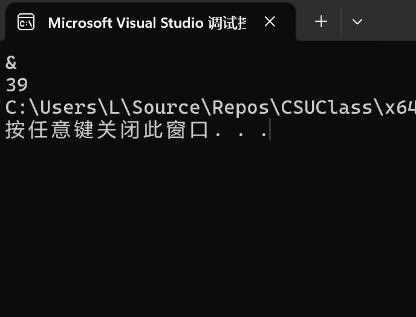 Microsoft Visual Studio 调试
&
39
C:\Users\L\Source\Repos\CSUClass\x64
按任意键关闭此窗口. . .